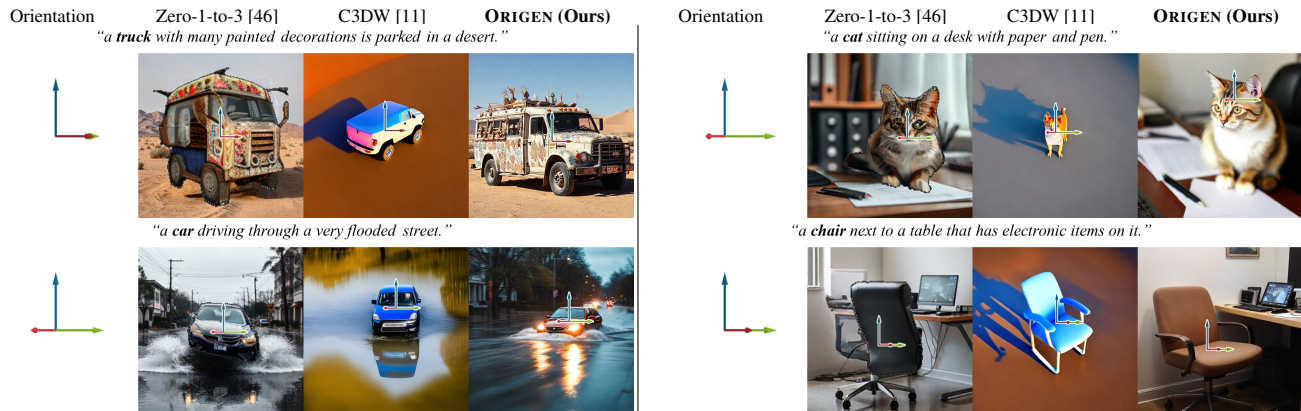 Orientation Zero-1-to-3 [46] C3DW [11] ORIGEN (Ours)
“a truck with many painted decorations is parked in a desert.”
“a car driving through a very flooded street.”
Orientation Zero-1-to-3 [46] C3DW [11] ORIGEN (Ours)
“a cat sitting on a desk with paper and pen.”
“a chair next to a table that has electronic items on it.”